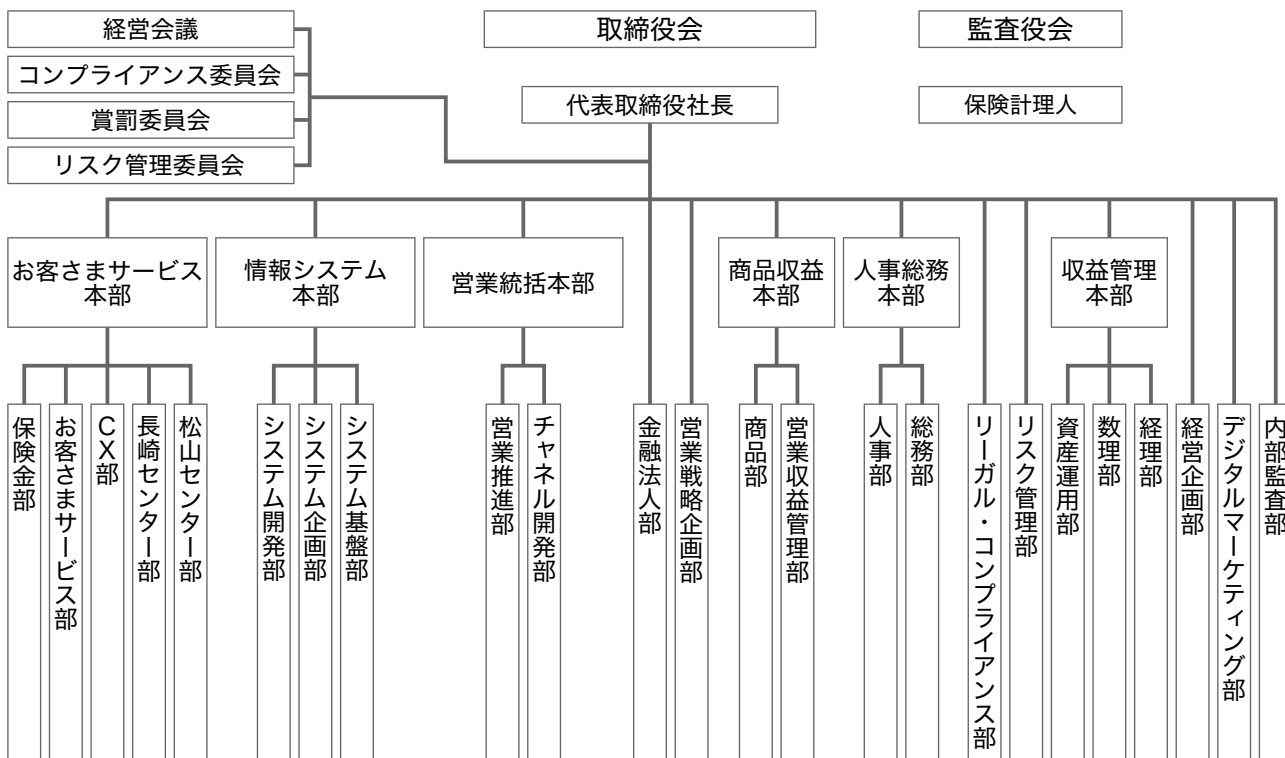 経営会議
コンプライアンス委員会
賞罰委員会
リスク管理委員会
取締役会
監査役会
代表取締役社長
保険計理人
お客さまサービス
本部
情報システム
本部
営業統括本部
商品収益
本部
人事総務
本部
収益管理
本部
保険金部
お客さまサービス部
CX部
長崎センター部
松山センター部
システム開発部
システム企画部
システム基盤部
営業推進部
チャネル開発部
金融法人部
営業戦略企画部
商品部
営業収益管理部
人事部
総務部
リーガル・コンプライアンス部
リスク管理部
資産運用部
数理部
経理部
経営企画部
デジタルマーケティング部
内部監査部